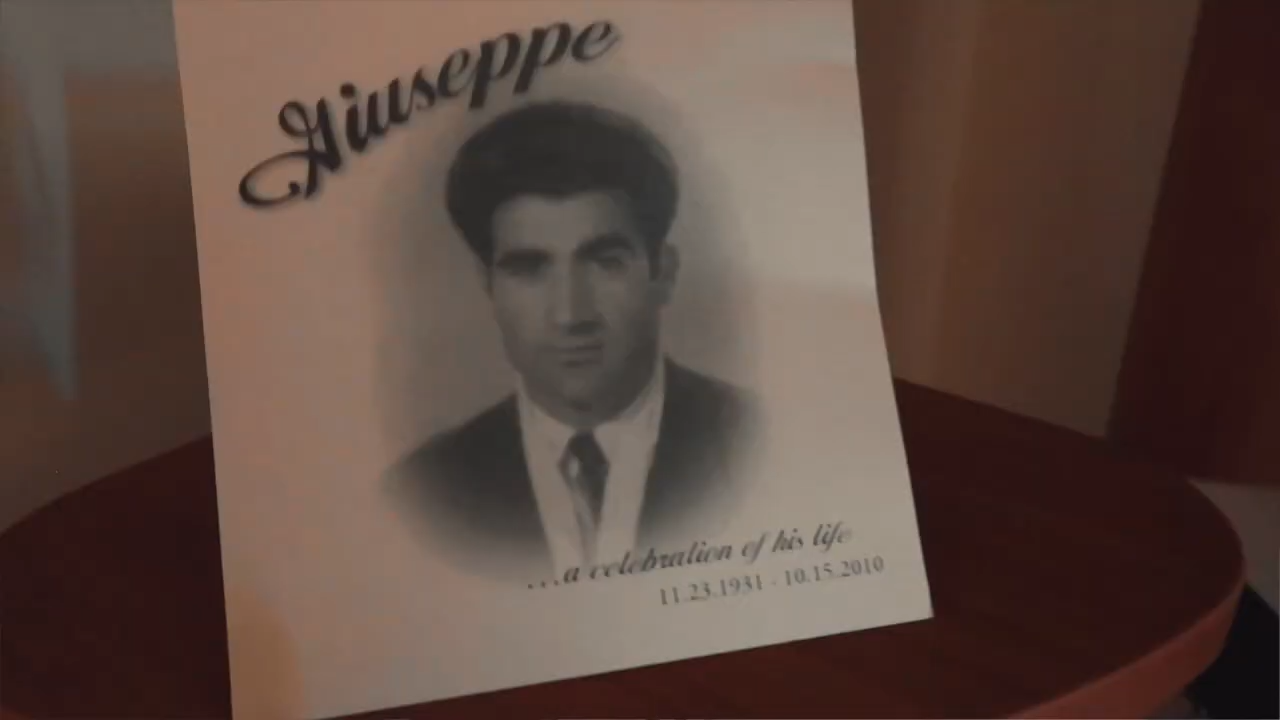 Giuseppe
...a celebration of his life
11.23.1931 - 10.15.2010